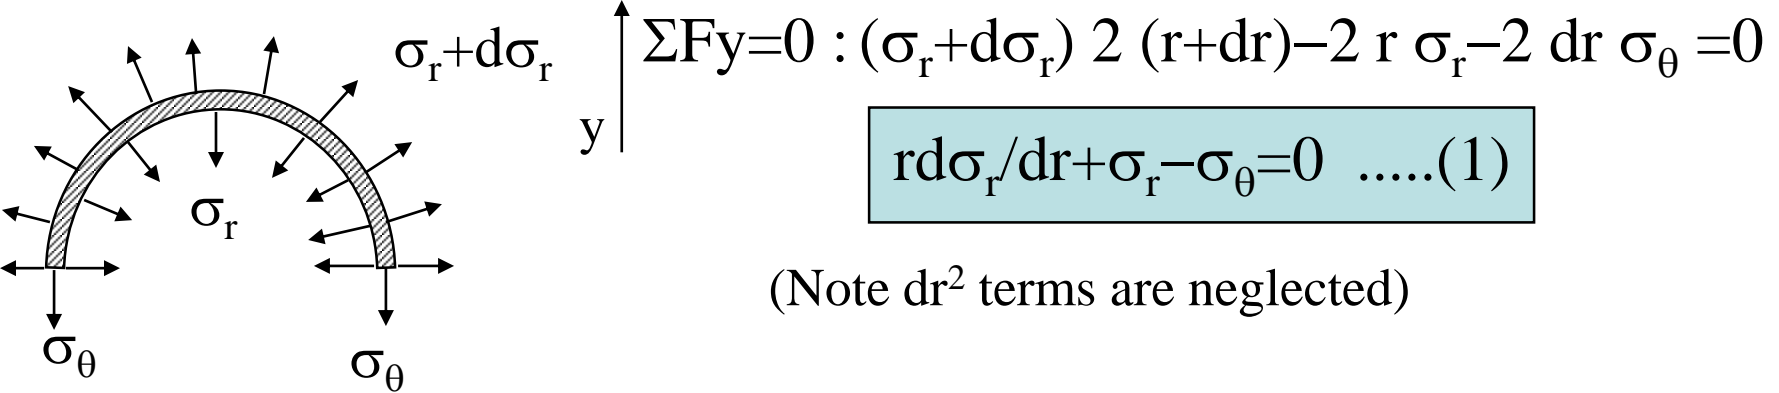 σr+dσr
y
ΣFy=0 : (σr+dσr) 2 (r+dr)−2 r σr−2 dr σθ =0
rdσr/dr+σr−σθ=0 .....(1)
σr
(Note dr² terms are neglected)
σθ
σθ